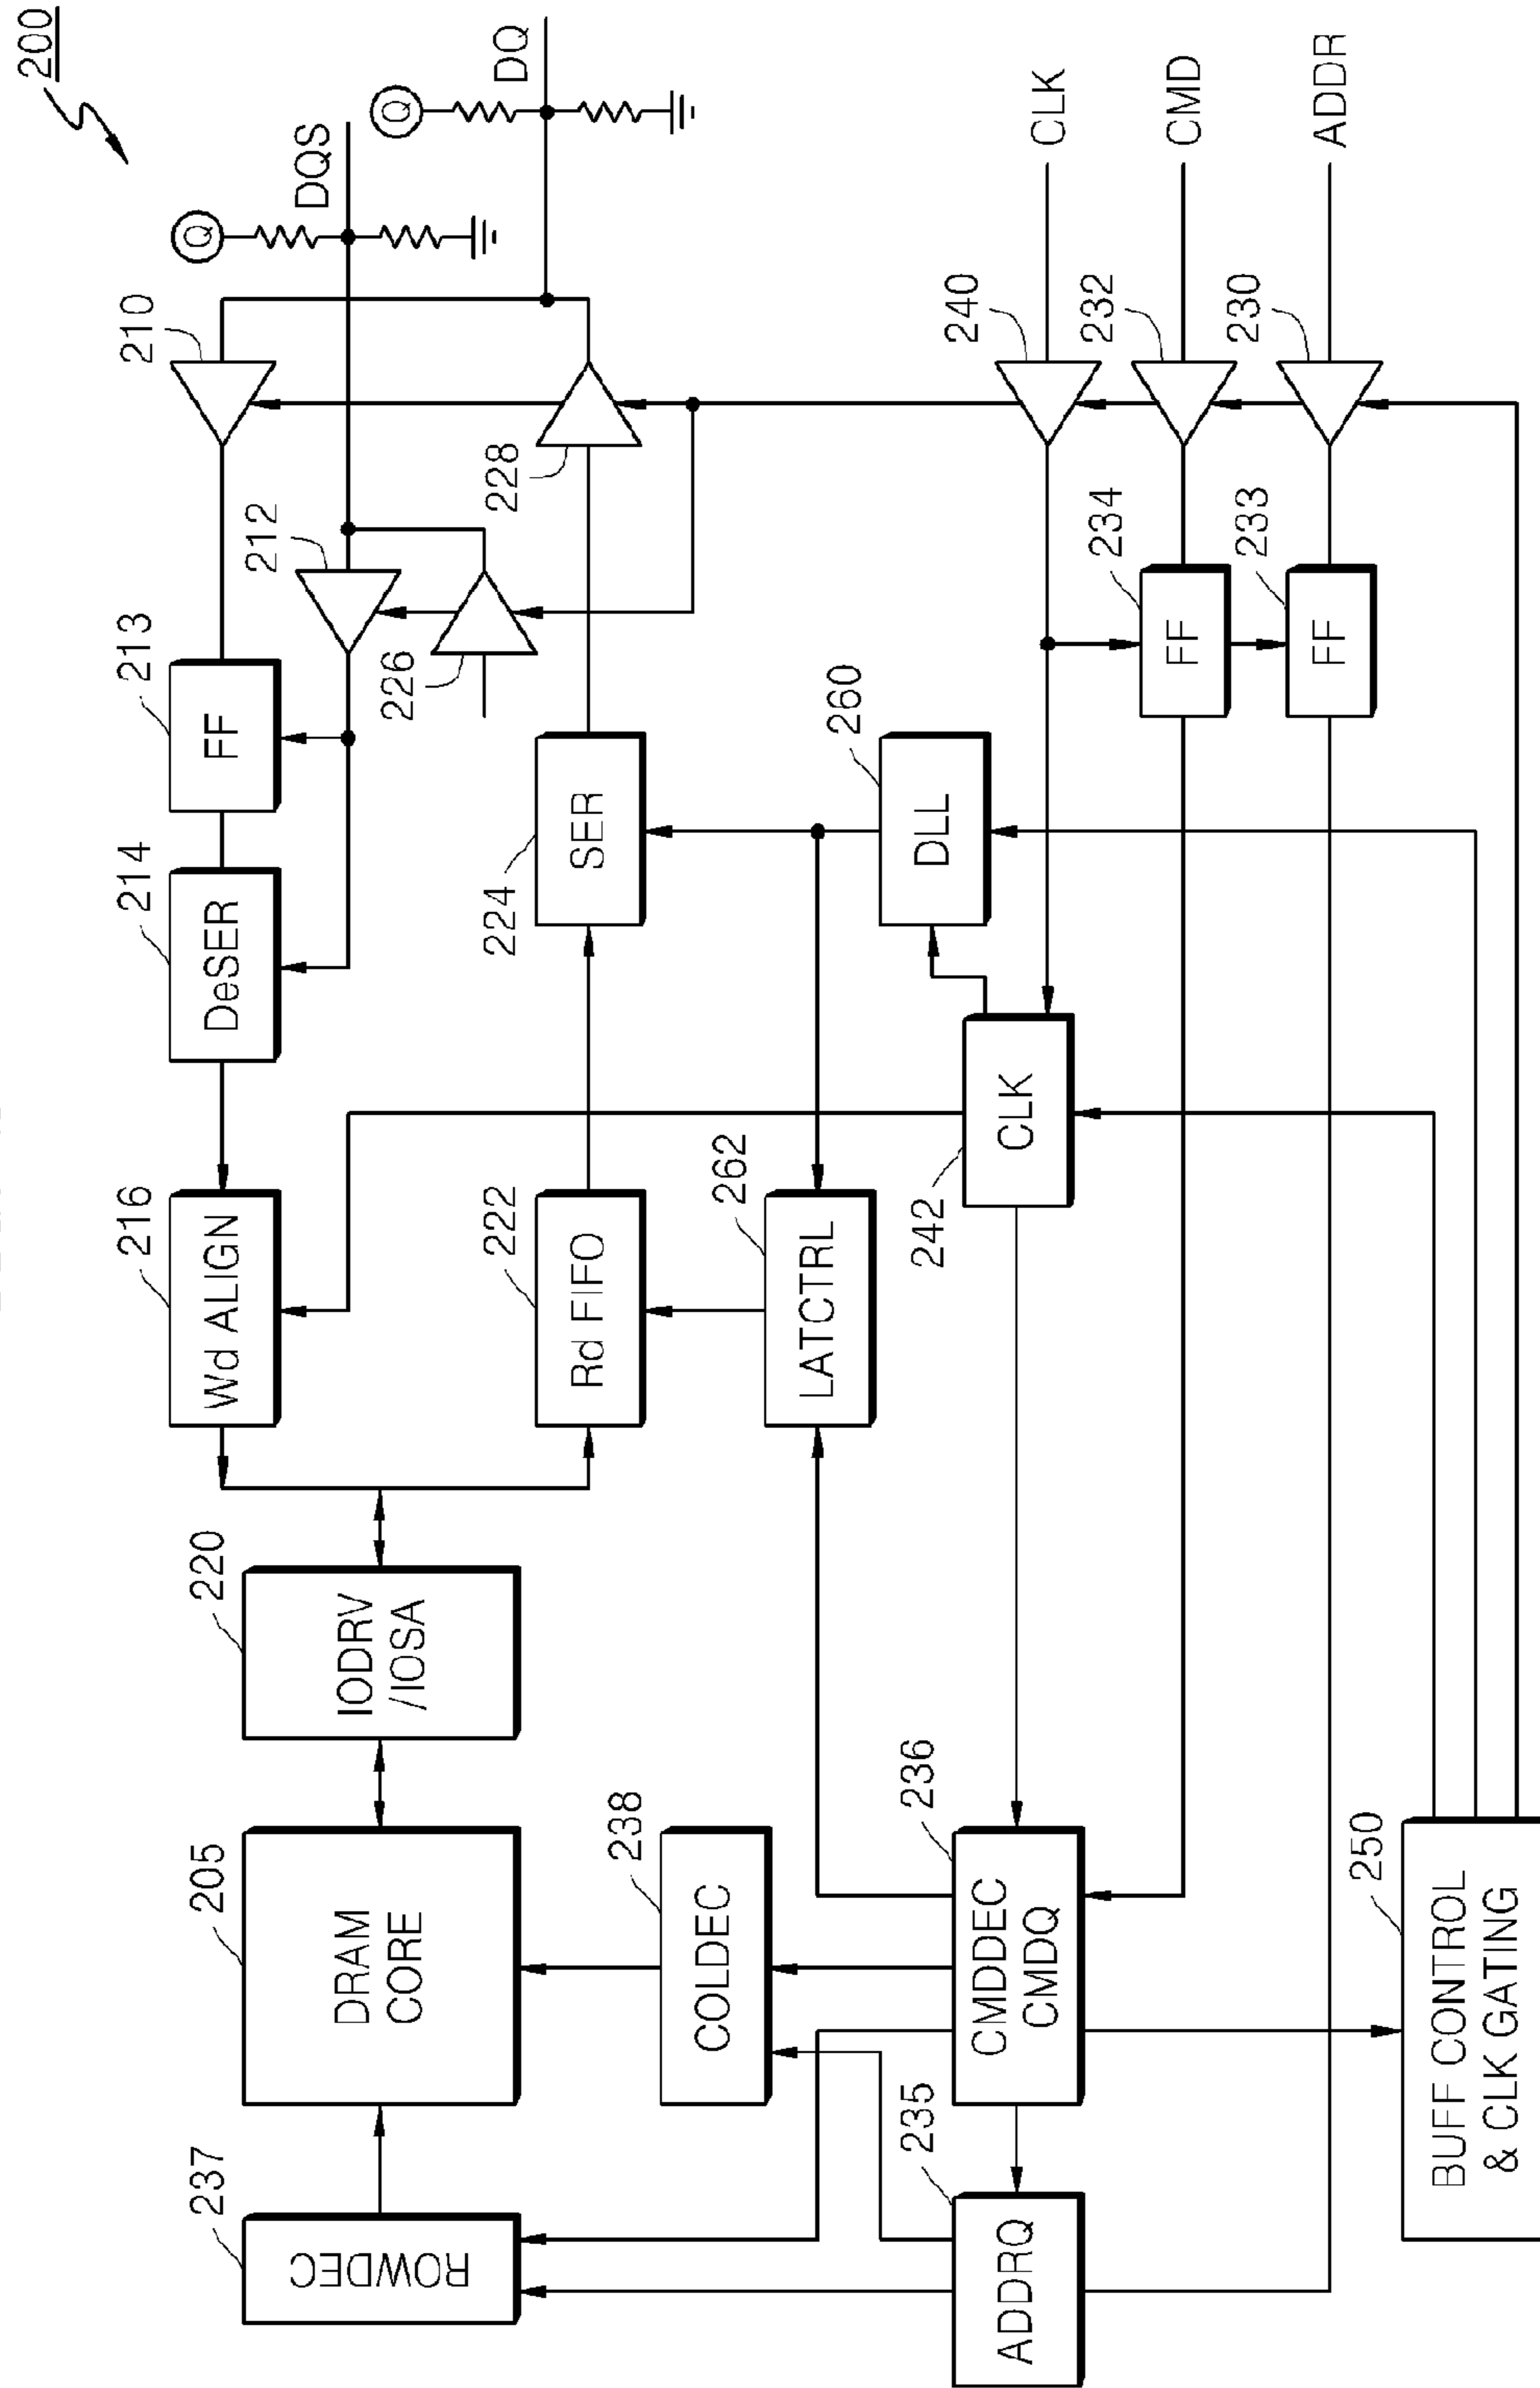 200
216
214
213
210
237
205
220
212
Q
ROWDEC
DRAM
CORE
IODRV
/IOSA
Wd ALIGN
DeSER
FF
DQS
226
Q
238
222
224
228
DQ
COLDEC
Rd FIFO
SER
262
260
LATCTRL
DLL
235
236
242
240
ADDRQ
CMDDEC
CMDQ
CLK
CLK
234
232
FF
CMD
233
230
FF
ADDR
250
BUFF CONTROL
& CLK GATING